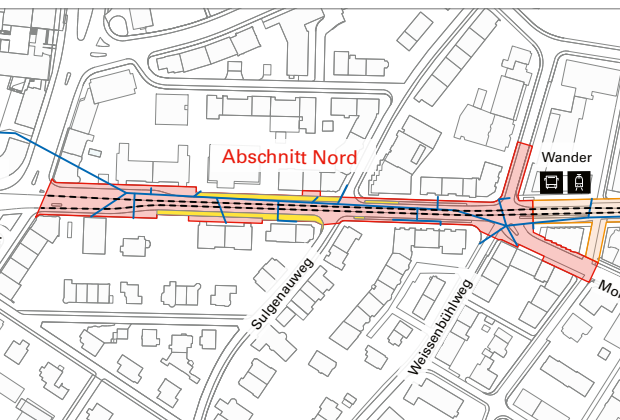 Abschnitt Nord
Wander
Sulgenauweg
Weissenbühlweg
Mo